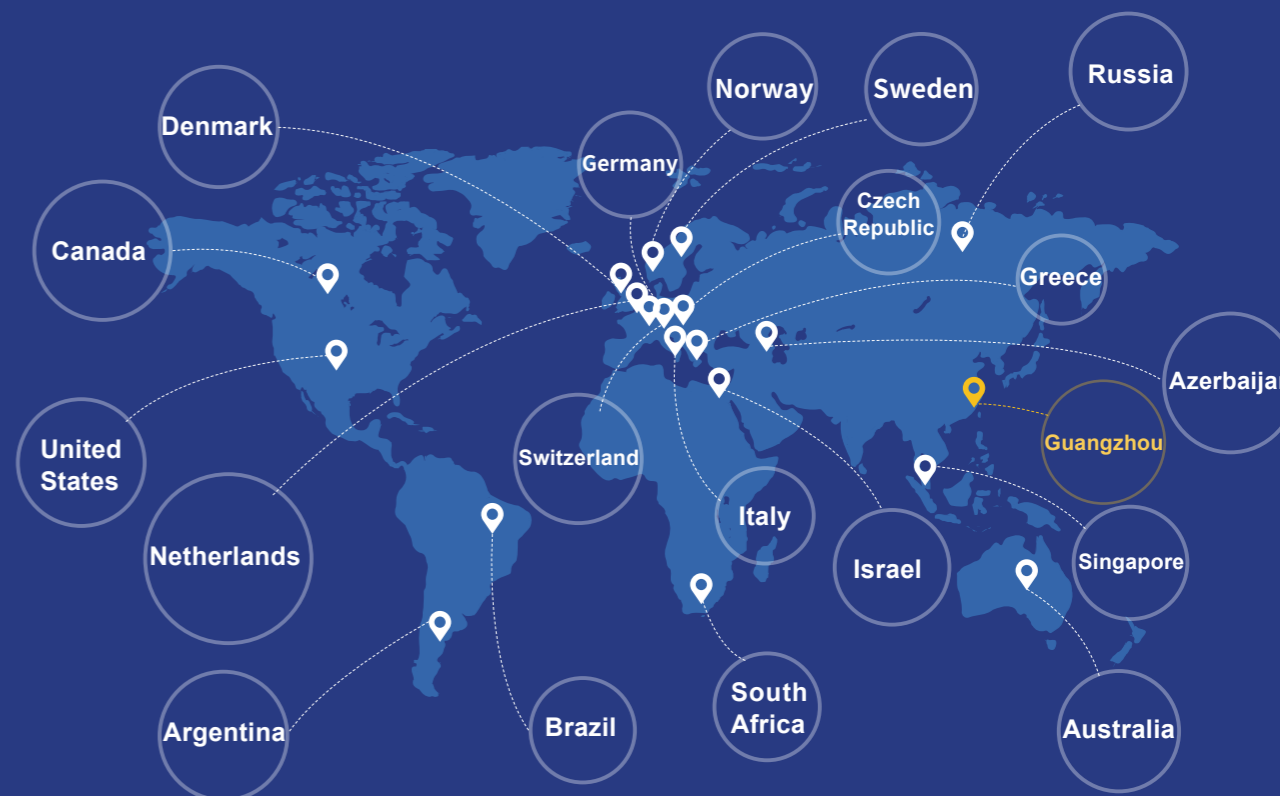 Russia
Norway
Sweden
Denmark
Germany
Czech
Republic
Canada
Greece
Azerbaijan
United
States
Guangzhou
Switzerland
Italy
Netherlands
Israel
Singapore
South
Africa
Brazil
Argentina
Australia